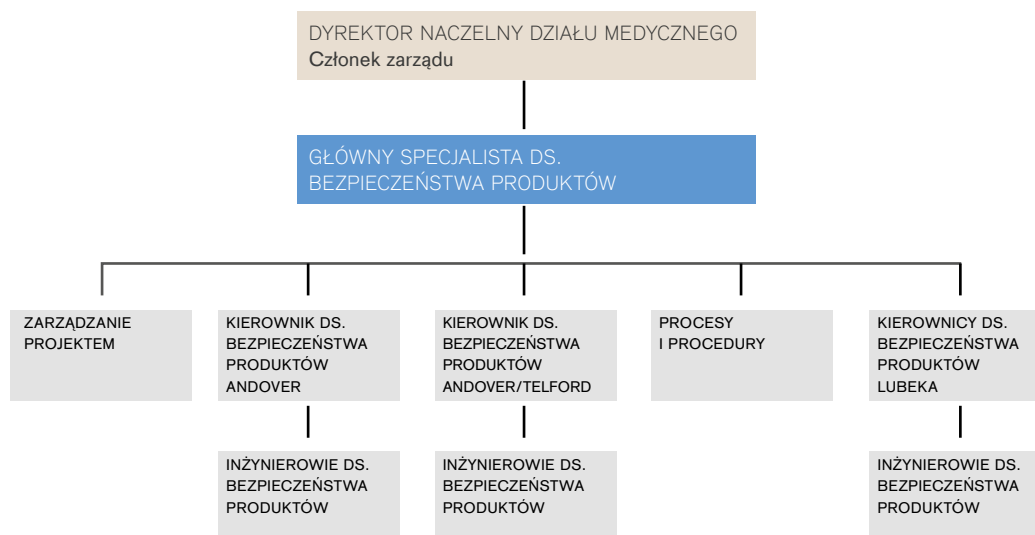 DYREKTOR NACZELNY DZIAŁU MEDYCZNEGO
Członek zarządu
GŁÓWNY SPECJALISTA DS.
BEZPIECZEŃSTWA PRODUKTÓW
ZARZĄDZANIE
PROJEKTEM
KIEROWNIK DS.
BEZPIECZEŃSTWA
PRODUKTÓW
ANDOVER
KIEROWNIK DS.
BEZPIECZEŃSTWA
PRODUKTÓW
ANDOVER/TELFORD
PROCESY
I PROCEDURY
KIEROWNICY DS.
BEZPIECZEŃSTWA
PRODUKTÓW
LUBEKA
INŻYNIEROWIE DS.
BEZPIECZEŃSTWA
PRODUKTÓW
INŻYNIEROWIE DS.
BEZPIECZEŃSTWA
PRODUKTÓW
INŻYNIEROWIE DS.
BEZPIECZEŃSTWA
PRODUKTÓW